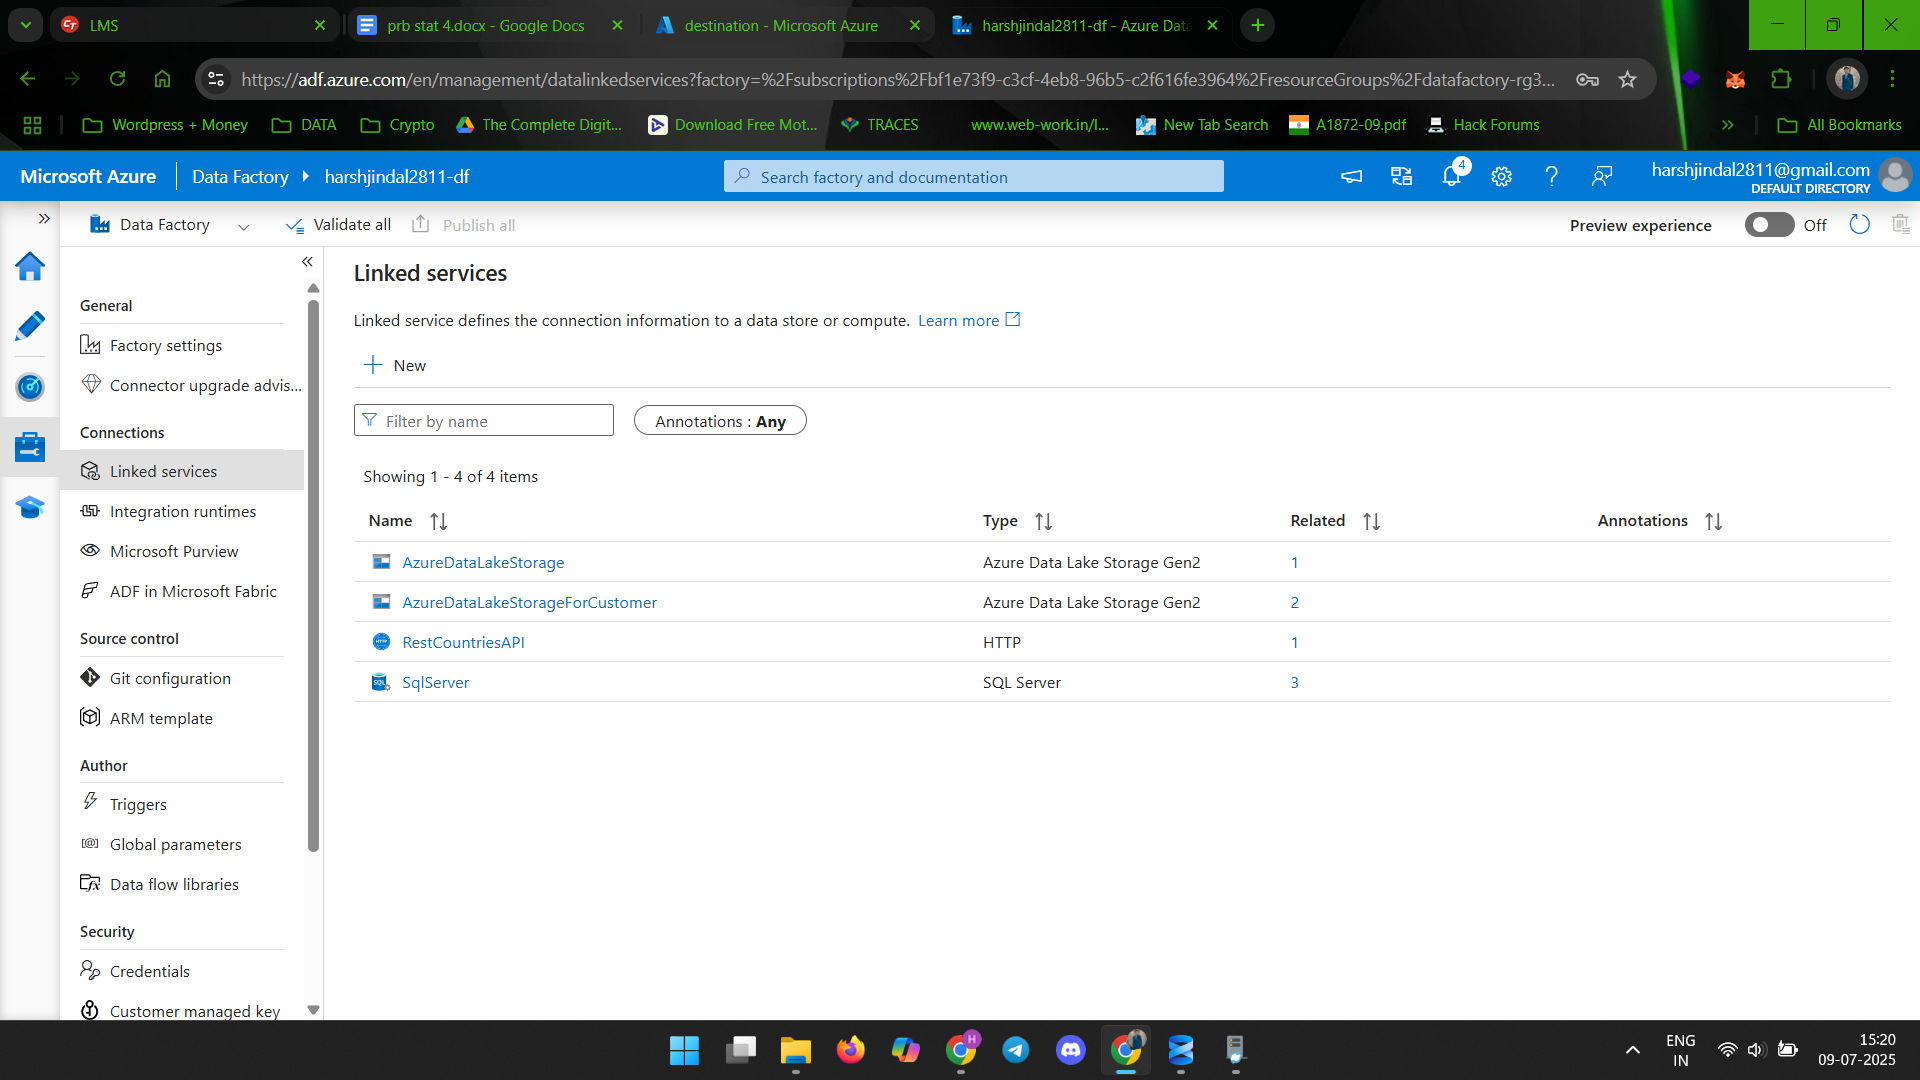 LMS
prb stat 4.docx - Google Docs
destination - Microsoft Azure
harshjindal2811-df - Azure Data
https://adf.azure.com/en/management/datalinkedservices?factory=%2Fsubscriptions%2Fbf1e73f9-c3cf-4eb8-96b5-c2f616fe3964%2FresourceGroups%2Fdatafactory-rg3...
Wordpress + Money
DATA
Crypto
The Complete Digit...
Download Free Mot...
TRACES
www.web-work.in/l...
New Tab Search
A1872-09.pdf
Hack Forums
All Bookmarks
Microsoft Azure
Data Factory
harshjindal2811-df
Search factory and documentation
4
harshjindal2811@gmail.com
DEFAULT DIRECTORY
Data Factory
Validate all
Publish all
Preview experience
Off
General
Factory settings
Connector upgrade advis...
Connections
Linked services
Integration runtimes
Microsoft Purview
ADF in Microsoft Fabric
Source control
Git configuration
ARM template
Author
Triggers
Global parameters
Data flow libraries
Security
Credentials
Customer managed key
Linked services
Linked service defines the connection information to a data store or compute. Learn more
New
Filter by name
Annotations : Any
Showing 1 - 4 of 4 items
Name Type Related Annotations
AzureDataLakeStorage Azure Data Lake Storage Gen2 1
AzureDataLakeStorageForCustomer Azure Data Lake Storage Gen2 2
RestCountriesAPI HTTP 1
SqlServer SQL Server 3
H
ENG
IN
15:20
09-07-2025